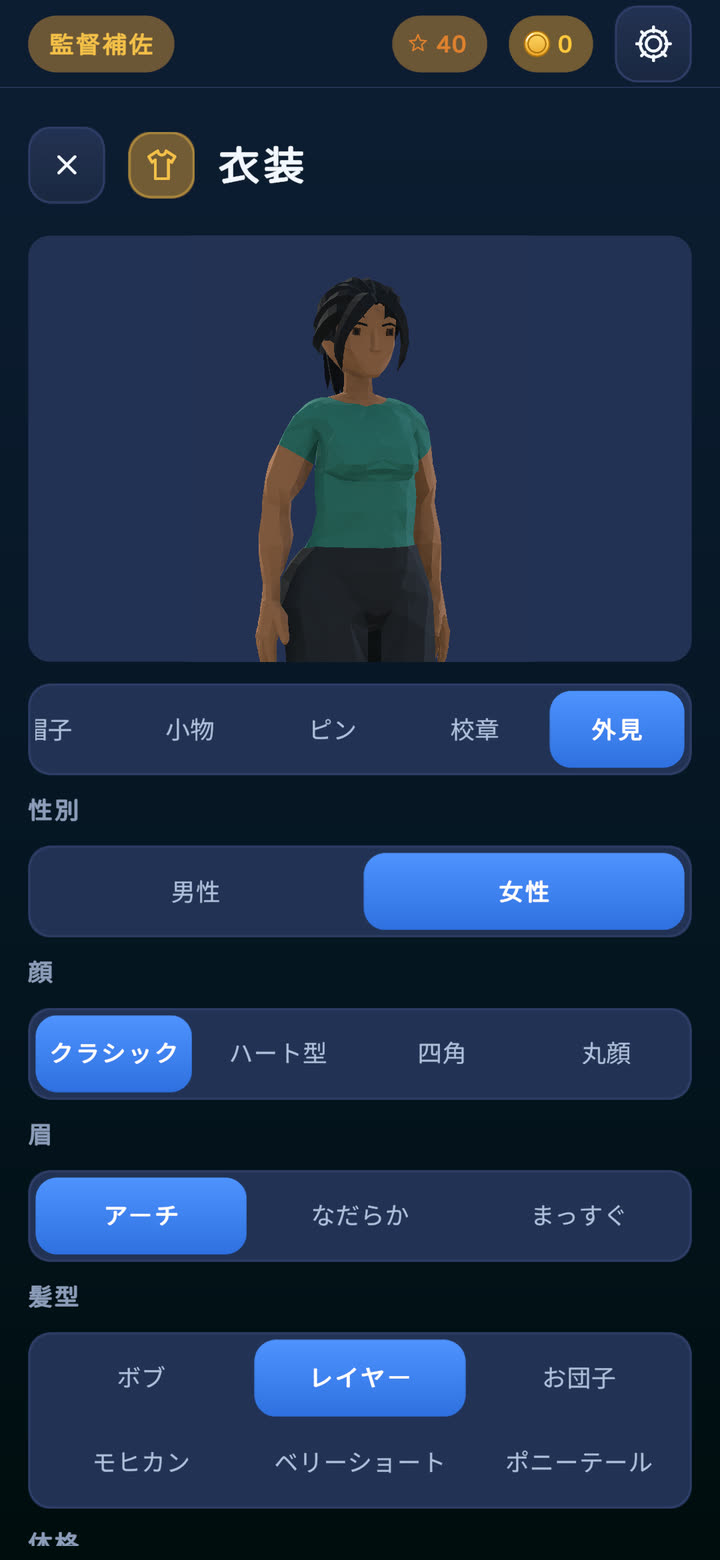 監督補佐
40
0
衣装
帽子 小物 ピン 校章 外見
性別
男性 女性
顔
クラシック ハート型 四角 丸顔
眉
アーチ なだらか まっすぐ
髪型
ボブ レイヤー お団子
モヒカン ベリーショート ポニーテール
体格